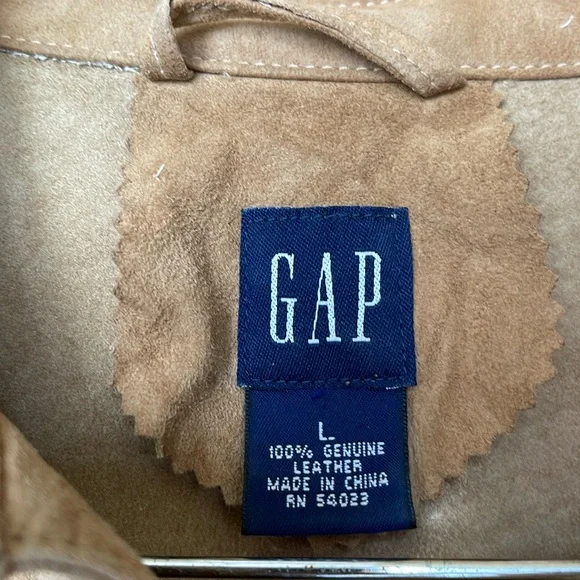 GAP
L
100% GENUINE
LEATHER
MADE IN CHINA
RN 54023